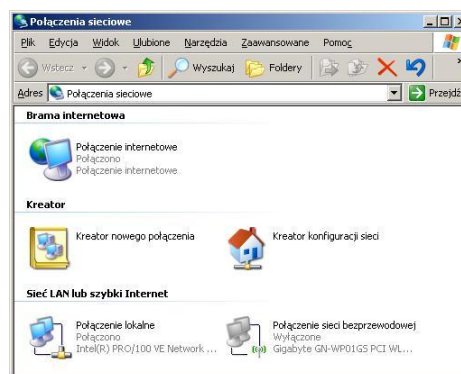 Połączenia sieciowe
Plik Edycja Widok Ulubione Narzędzia Zaawansowane Pomoc
Wstecz Wyszukaj Foldery
Adres Połączenia sieciowe Przejdź
Brama internetowa
Połączenie internetowe
Połączono
Połączenie internetowe
Kreator
Kreator nowego połączenia Kreator konfiguracji sieci
Sieć LAN lub szybki Internet
Połączenie lokalne Połączenie sieci bezprzewodowej
Połączono Wyłączone
Intel(R) PRO/100 VE Network ... Gigabyte GN-WP01GS PCI WL...